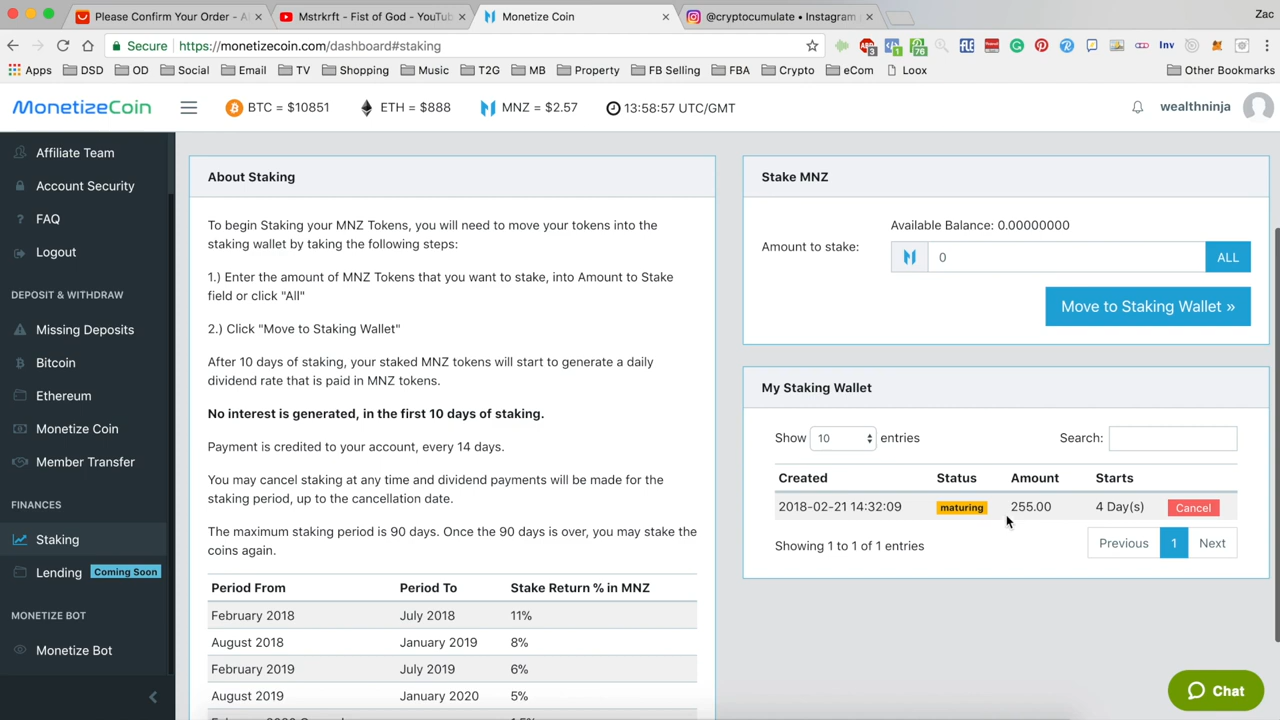 Please Confirm Your Order - Al
Mstrkrft - Fist of God - YouTub
Monetize Coin
@cryptocumulate • Instagram
Zac
Secure
https://monetizecoin.com/dashboard#staking
Apps
DSD
OD
Social
Email
TV
Shopping
Music
T2G
MB
Property
FB Selling
FBA
Crypto
eCom
Loox
Other Bookmarks
MonetizeCoin
BTC = $10851
ETH = $888
MNZ = $2.57
13:58:57 UTC/GMT
wealthninja
Affiliate Team
Account Security
FAQ
Logout
DEPOSIT & WITHDRAW
Missing Deposits
Bitcoin
Ethereum
Monetize Coin
Member Transfer
FINANCES
Staking
Lending Coming Soon
MONETIZE BOT
Monetize Bot
About Staking
To begin Staking your MNZ Tokens, you will need to move your tokens into the
staking wallet by taking the following steps:
1.) Enter the amount of MNZ Tokens that you want to stake, into Amount to Stake
field or click "All"
2.) Click "Move to Staking Wallet"
After 10 days of staking, your staked MNZ tokens will start to generate a daily
dividend rate that is paid in MNZ tokens.
No interest is generated, in the first 10 days of staking.
Payment is credited to your account, every 14 days.
You may cancel staking at any time and dividend payments will be made for the
staking period, up to the cancellation date.
The maximum staking period is 90 days. Once the 90 days is over, you may stake the
coins again.
Period From Period To Stake Return % in MNZ
February 2018 July 2018 11%
August 2018 January 2019 8%
February 2019 July 2019 6%
August 2019 January 2020 5%
Stake MNZ
Available Balance: 0.00000000
Amount to stake:
0
ALL
Move to Staking Wallet »
My Staking Wallet
Show 10 entries
Search:
Created Status Amount Starts
2018-02-21 14:32:09 maturing 255.00 4 Day(s) Cancel
Showing 1 to 1 of 1 entries
Previous 1 Next
Chat